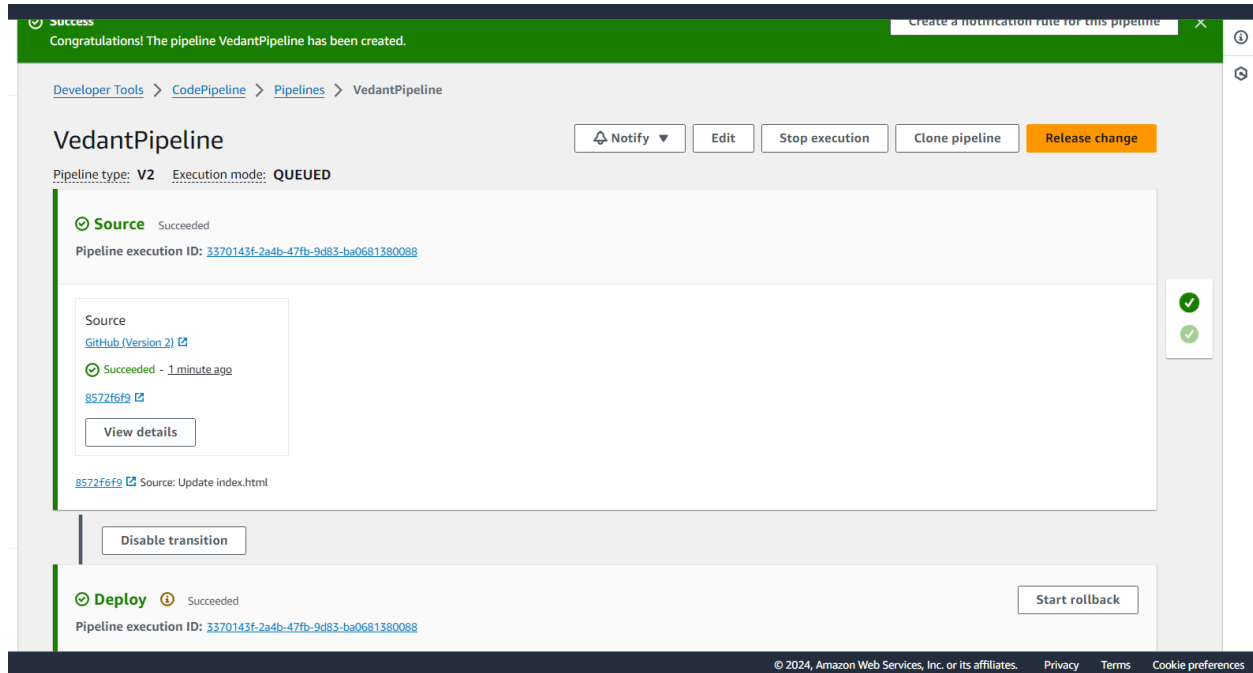 Success
Create a notification rule for this pipeline
Congratulations! The pipeline VedantPipeline has been created.
Developer Tools > CodePipeline > Pipelines > VedantPipeline
VedantPipeline
Notify ▼ Edit Stop execution Clone pipeline Release change
Pipeline type: V2 Execution mode: QUEUED
Source Succeeded
Pipeline execution ID: 3370143f-2a4b-47fb-9d83-ba0681380088
Source
GitHub (Version 2)
Succeeded - 1 minute ago
8572f6f9
View details
8572f6f9 Source: Update index.html
Disable transition
Deploy Succeeded
Start rollback
Pipeline execution ID: 3370143f-2a4b-47fb-9d83-ba0681380088
© 2024, Amazon Web Services, Inc. or its affiliates. Privacy Terms Cookie preferences